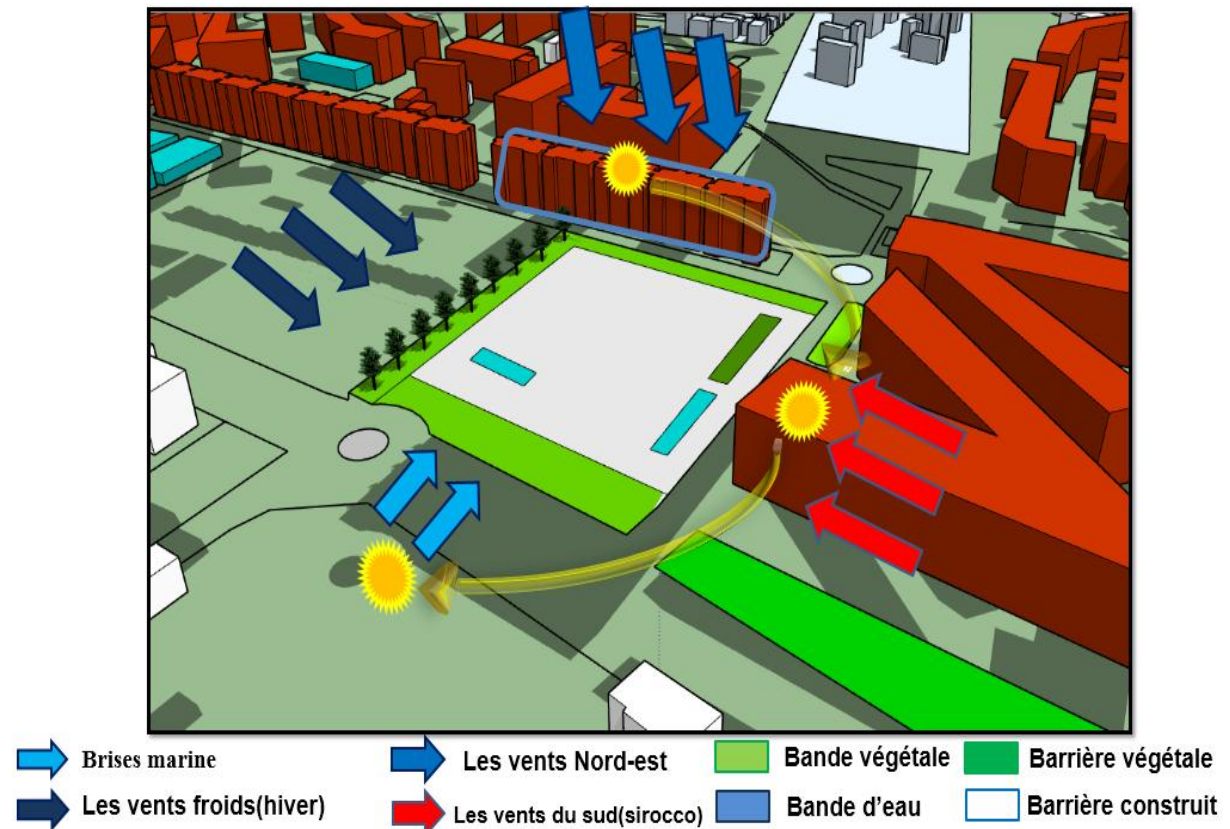 Brises marine
Les vents Nord-est
Bande végétale
Barrière végétale
Les vents froids(hiver)
Les vents du sud(sirocco)
Bande d'eau
Barrière construit